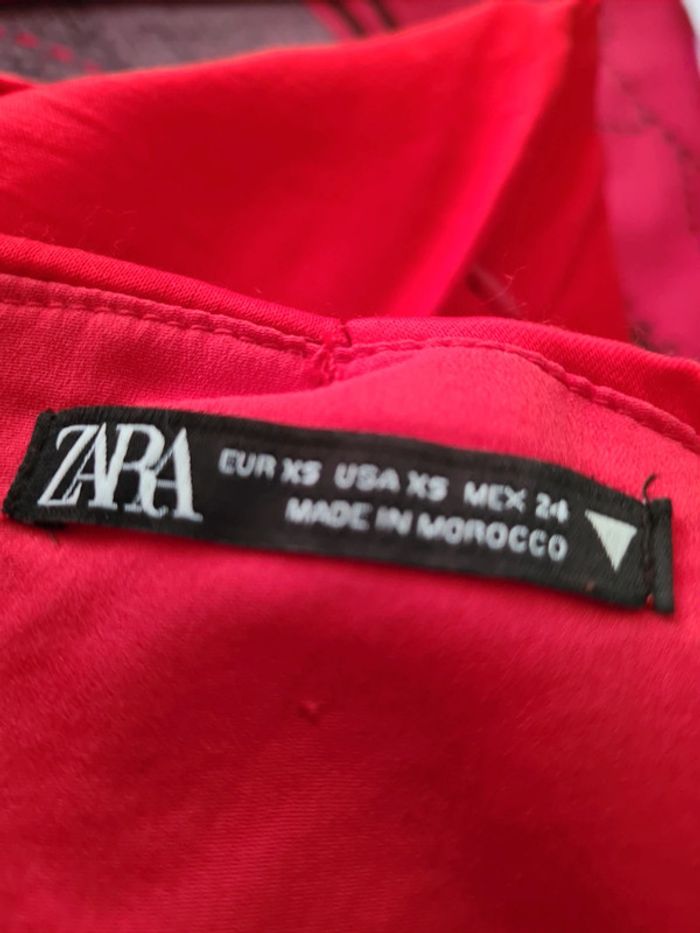 ZARA
EUR XS USA XS MEX 24
MADE IN MOROCCO